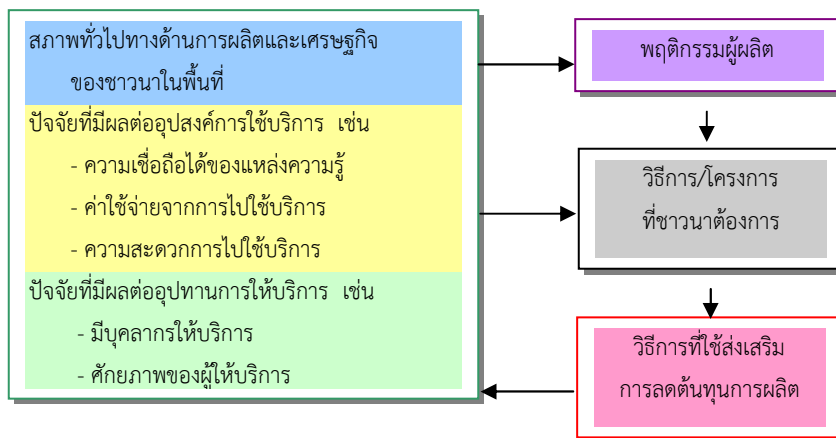 สภาพทั่วไปทางด้านการผลิตและเศรษฐกิจ
ของชาวนาในพื้นที่
ปัจจัยที่มีผลต่ออุปสงค์การใช้บริการ เช่น
- ความเชื่อถือได้ของแหล่งความรู้
- ค่าใช้จ่ายจากการไปใช้บริการ
- ความสะดวกการไปใช้บริการ
ปัจจัยที่มีผลต่ออุปทานการให้บริการ เช่น
- มีบุคลากรให้บริการ
- ศักยภาพของผู้ให้บริการ
พฤติกรรมผู้ผลิต
วิธีการ/โครงการ
ที่ชาวนาต้องการ
วิธีการที่ใช้ส่งเสริม
การลดต้นทุนการผลิต